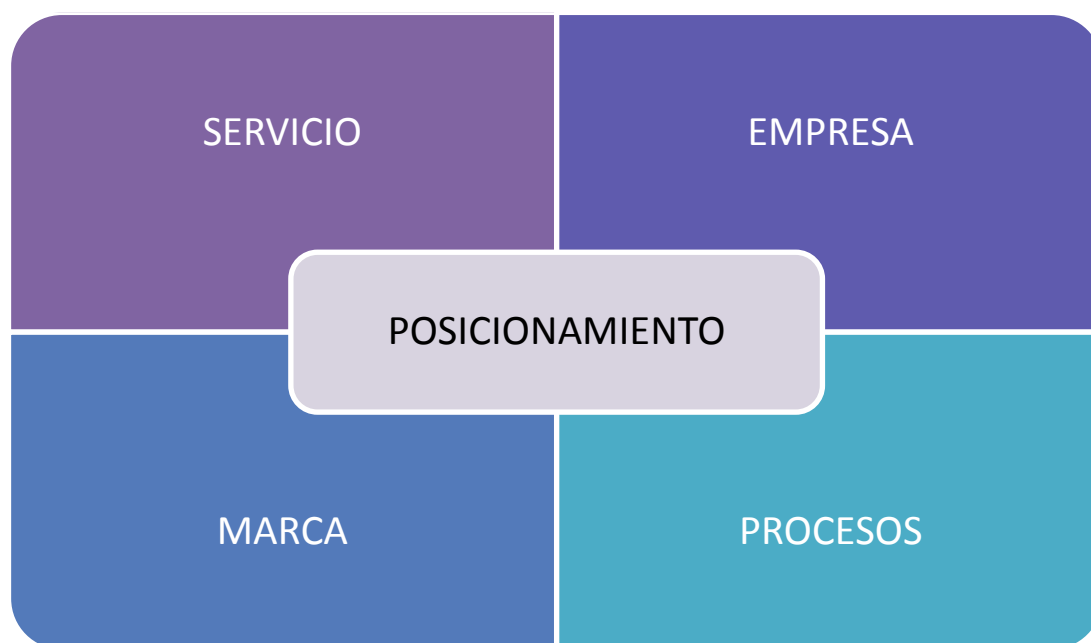 SERVICIO
EMPRESA
POSICIONAMIENTO
MARCA
PROCESOS